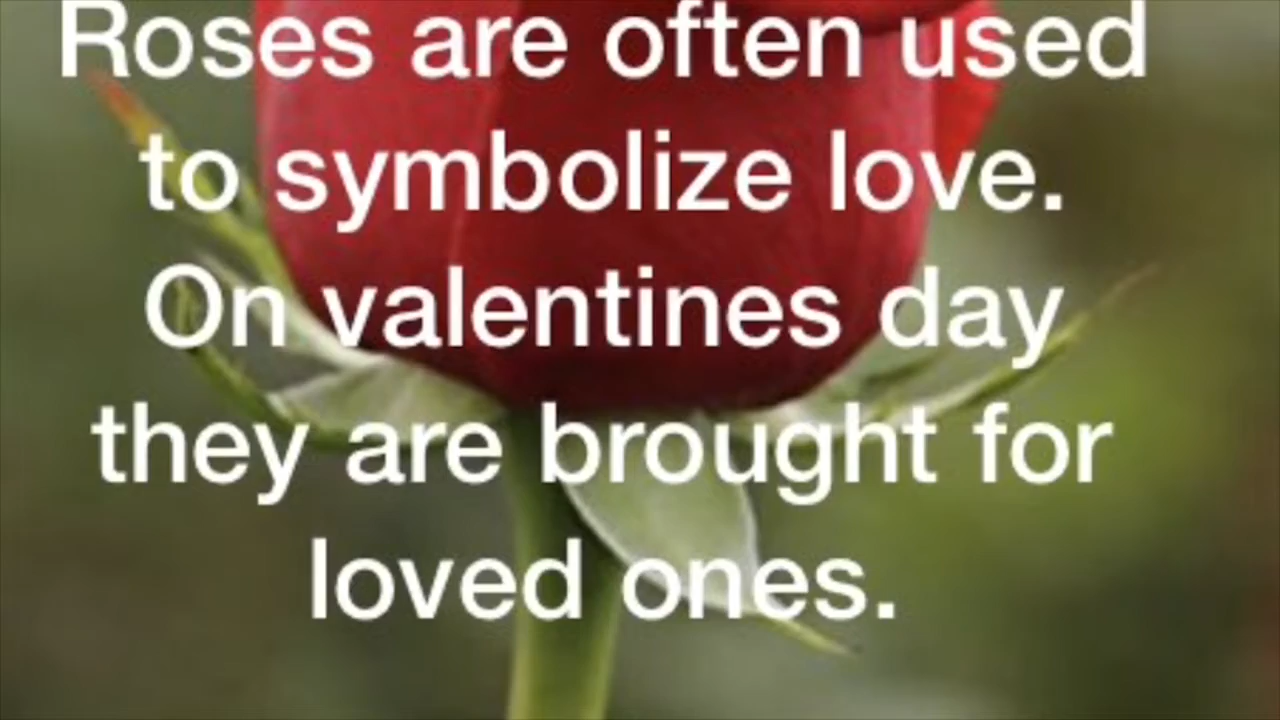 Roses are often used
to symbolize love.
On valentines day
they are brought for
loved ones.